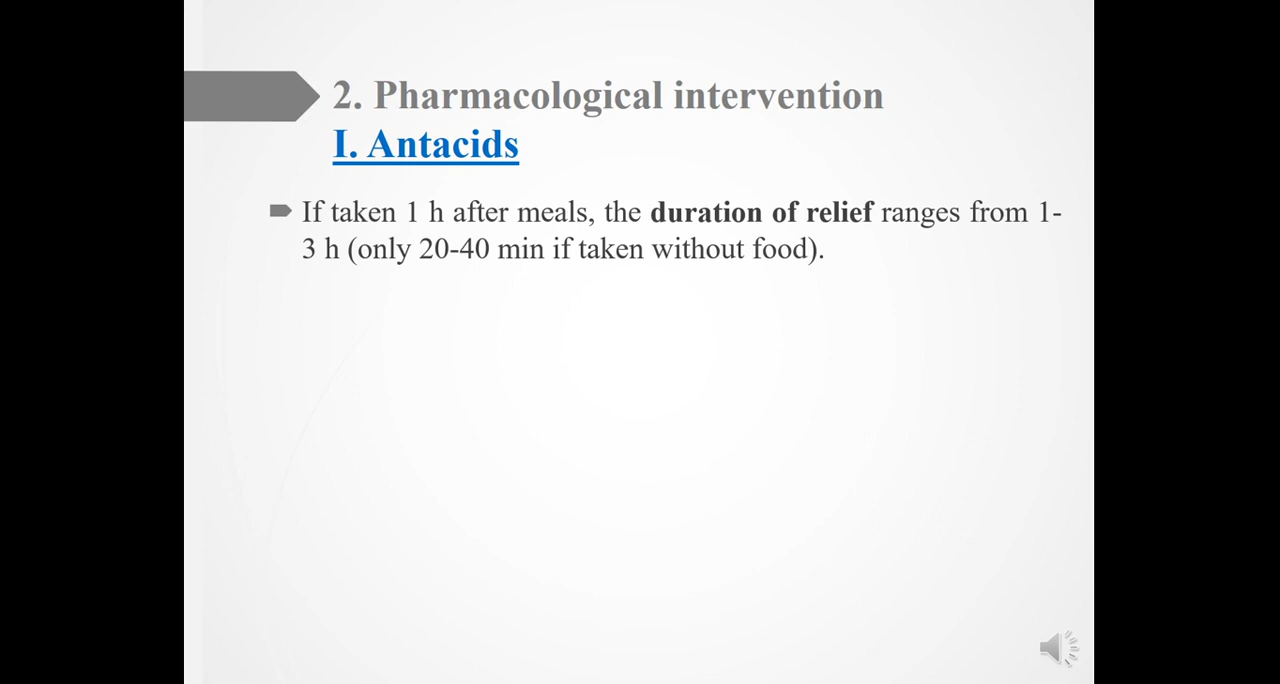 2. Pharmacological intervention
I. Antacids
If taken 1 h after meals, the duration of relief ranges from 1-
3 h (only 20-40 min if taken without food).